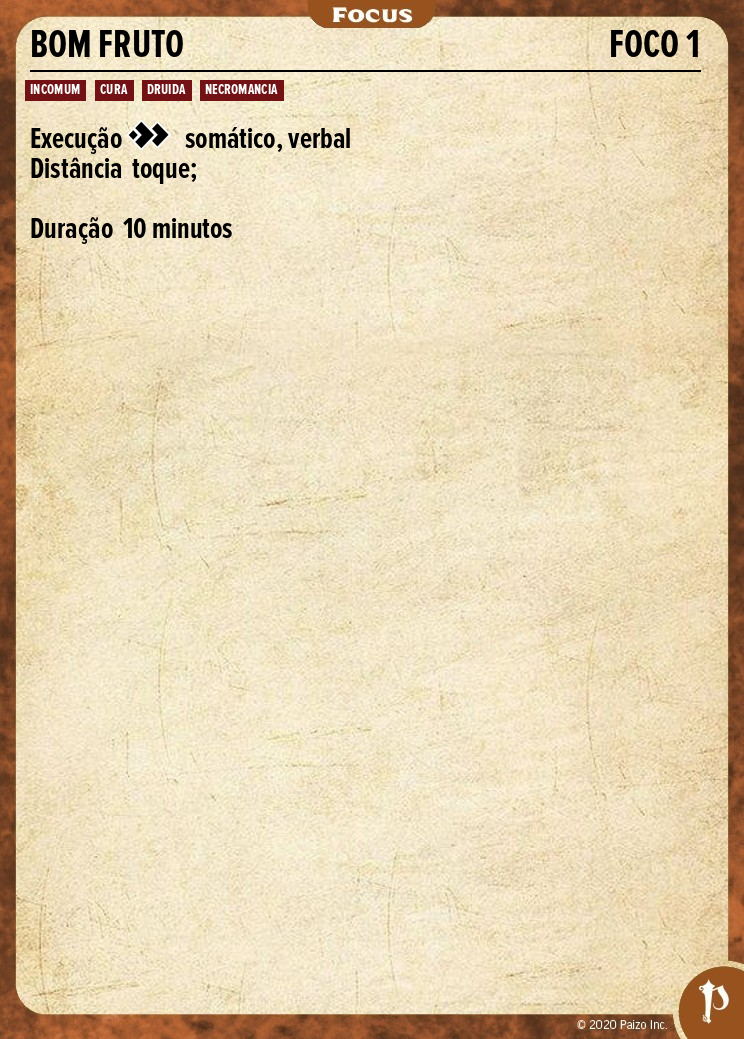 Focus
BOM FRUTO FOCO 1
INCOMUM CURA DRUIDA NECROMANCIA
Execução somático, verbal
Distância toque;
Duração 10 minutos
© 2020 Paizo Inc.